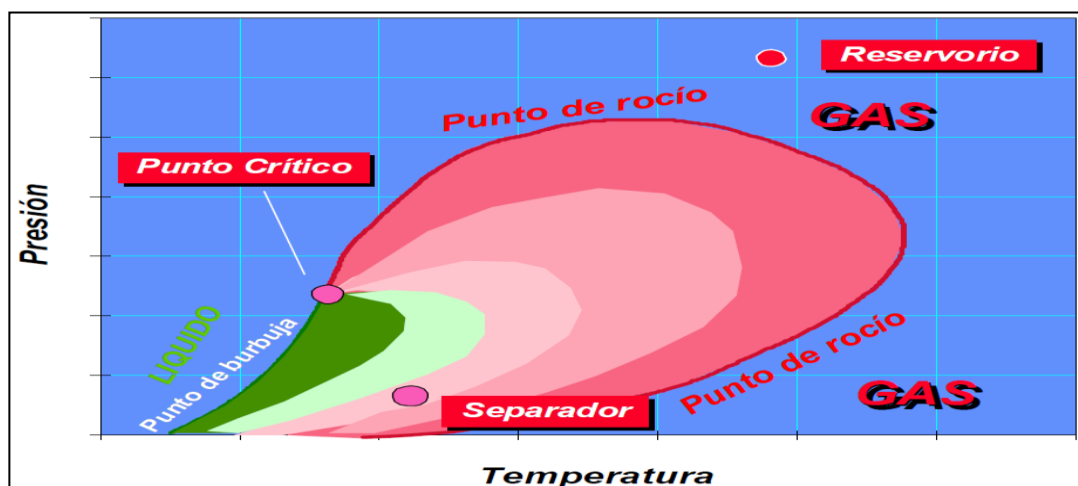 Reservorio
Punto de rocío
GAS
Punto Crítico
Presión
LIQUIDO
Punto de burbuja
Punto de rocío
GAS
Separador
Temperatura